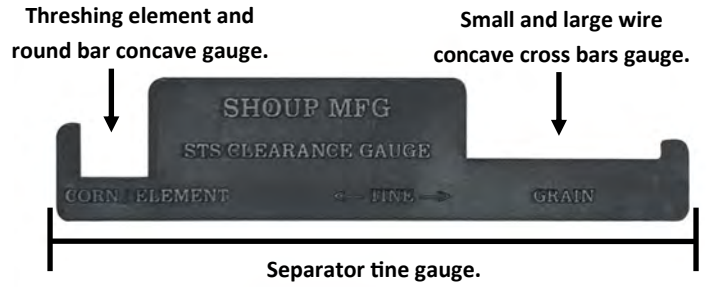 Threshing element and
round bar concave gauge.
Small and large wire
concave cross bars gauge.
SHOUP MFG
STS CLEARANCE GAUGE
CORN / ELEMENT
<-- TINE -->
GRAIN
Separator tine gauge.